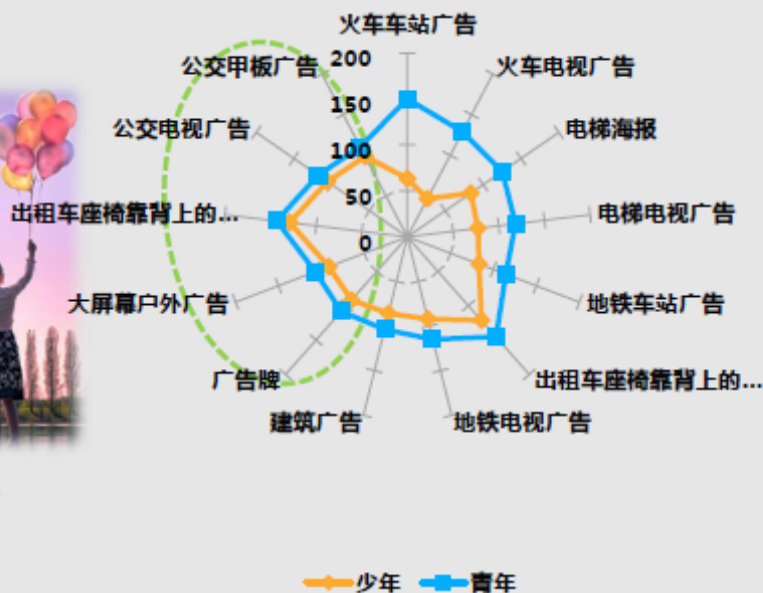 火车车站广告
200
公交甲板广告
火车电视广告
150
公交电视广告
电梯海报
100
出租车座椅靠背上的...
50
电梯电视广告
0
大屏幕户外广告
地铁车站广告
广告牌
出租车座椅靠背上的...
建筑广告
地铁电视广告
少年
青年